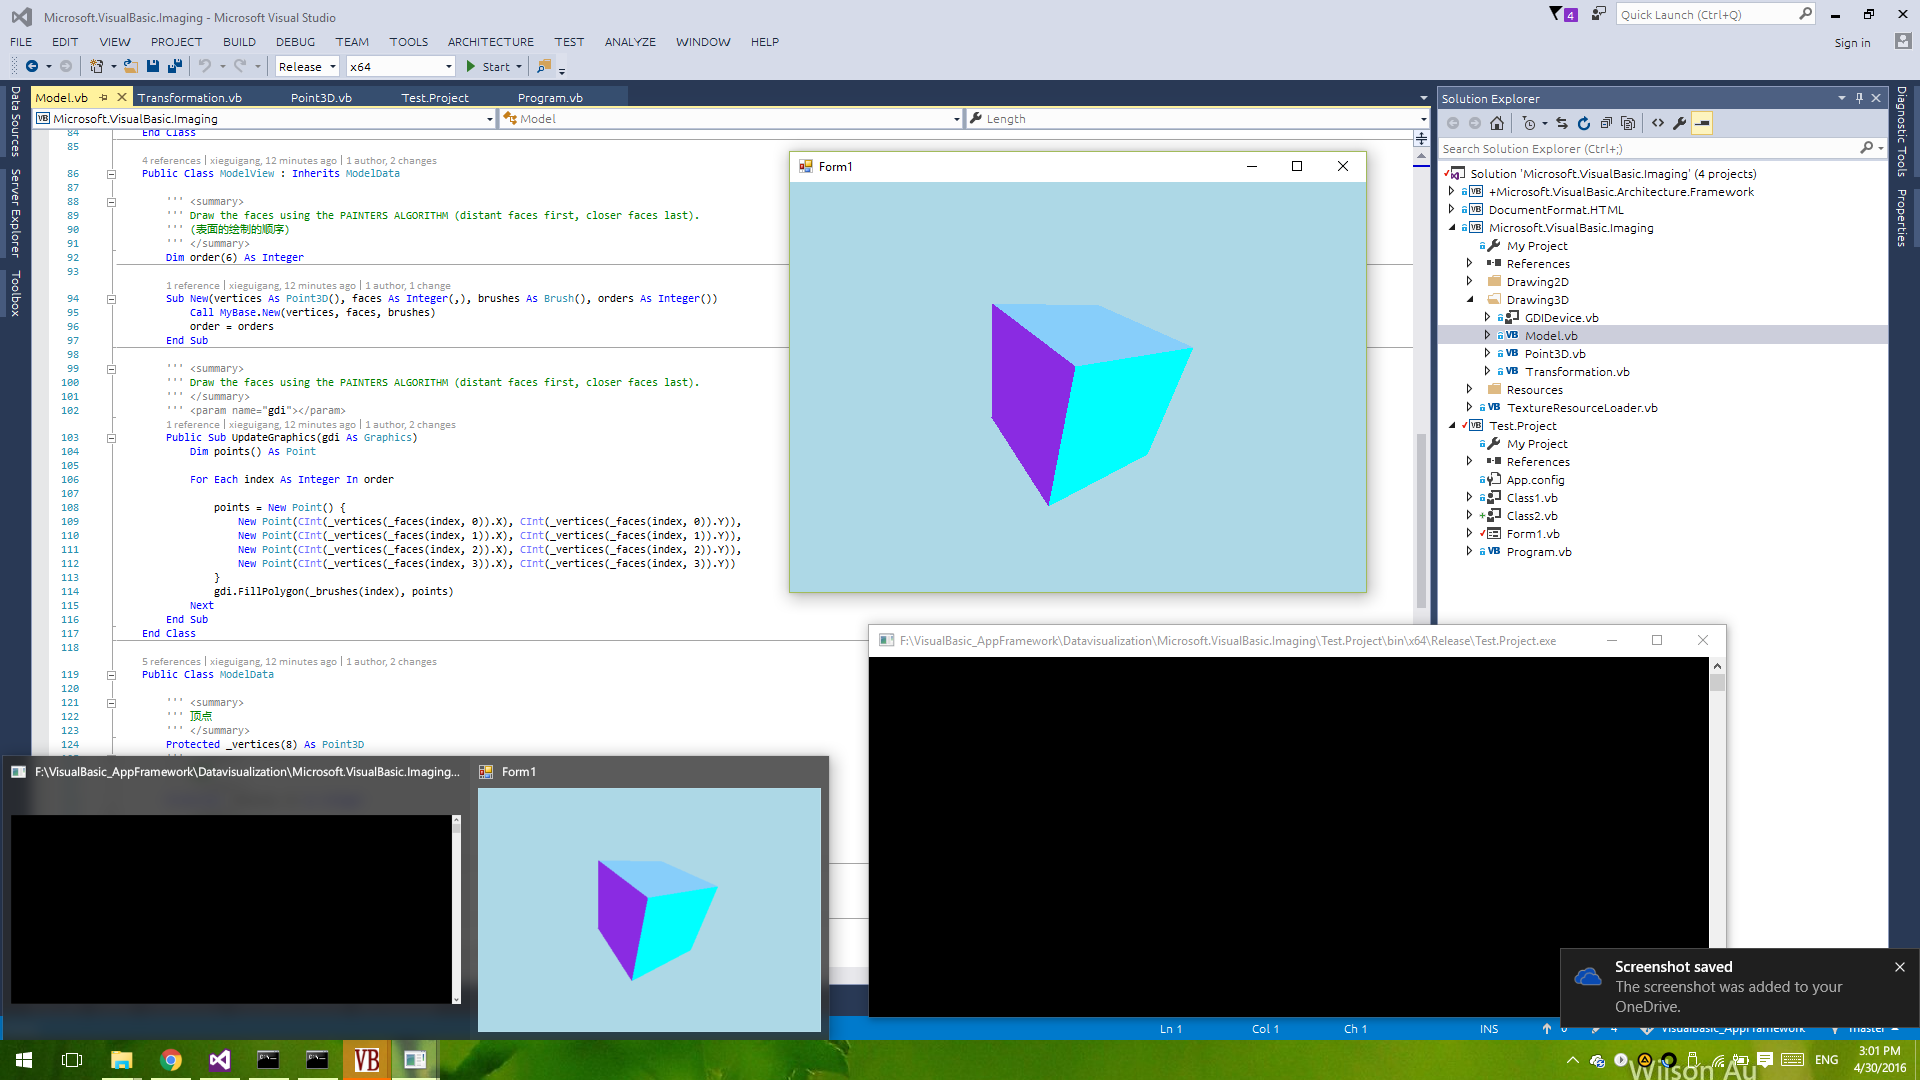 Microsoft.VisualBasic.Imaging - Microsoft Visual Studio
4
Quick Launch (Ctrl+Q)
FILE EDIT VIEW PROJECT BUILD DEBUG TEAM TOOLS ARCHITECTURE TEST ANALYZE WINDOW HELP
Sign in
Release x64 Start
Data Sources
Server Explorer
Toolbox
Model.vb Transformation.vb Point3D.vb Test.Project Program.vb
Microsoft.VisualBasic.Imaging Model Length
84 End Class
85
4 references | xieguigang, 12 minutes ago | 1 author, 2 changes
86 Public Class ModelView : Inherits ModelData
87
88 ''' <summary>
89 ''' Draw the faces using the PAINTERS ALGORITHM (distant faces first, closer faces last).
90 ''' (表面的绘制的顺序)
91 ''' </summary>
92 Dim order(6) As Integer
93
1 reference | xieguigang, 12 minutes ago | 1 author, 1 change
94 Sub New(vertices As Point3D(), faces As Integer(,), brushes As Brush(), orders As Integer())
95 Call MyBase.New(vertices, faces, brushes)
96 order = orders
97 End Sub
98
99 ''' <summary>
100 ''' Draw the faces using the PAINTERS ALGORITHM (distant faces first, closer faces last).
101 ''' </summary>
102 ''' <param name="gdi"></param>
1 reference | xieguigang, 12 minutes ago | 1 author, 2 changes
103 Public Sub UpdateGraphics(gdi As Graphics)
104 Dim points() As Point
105
106 For Each index As Integer In order
107
108 points = New Point() {
109 New Point(CInt(_vertices(_faces(index, 0)).X), CInt(_vertices(_faces(index, 0)).Y)),
110 New Point(CInt(_vertices(_faces(index, 1)).X), CInt(_vertices(_faces(index, 1)).Y)),
111 New Point(CInt(_vertices(_faces(index, 2)).X), CInt(_vertices(_faces(index, 2)).Y)),
112 New Point(CInt(_vertices(_faces(index, 3)).X), CInt(_vertices(_faces(index, 3)).Y))
113 }
114 gdi.FillPolygon(_brushes(index), points)
115 Next
116 End Sub
117 End Class
118
5 references | xieguigang, 12 minutes ago | 1 author, 2 changes
119 Public Class ModelData
120
121 ''' <summary>
122 ''' 顶点
123 ''' </summary>
124 Protected _vertices(8) As Point3D
Form1
Solution Explorer
Search Solution Explorer (Ctrl+;)
Solution 'Microsoft.VisualBasic.Imaging' (4 projects)
+Microsoft.VisualBasic.Architecture.Framework
DocumentFormat.HTML
Microsoft.VisualBasic.Imaging
My Project
References
Drawing2D
Drawing3D
GDIDevice.vb
Model.vb
Point3D.vb
Transformation.vb
Resources
TextureResourceLoader.vb
Test.Project
My Project
References
App.config
Class1.vb
Class2.vb
Form1.vb
Program.vb
Diagnostic Tools
Properties
F:\VisualBasic_AppFramework\Datavisualization\Microsoft.VisualBasic.Imaging\Test.Project\bin\x64\Release\Test.Project.exe
F:\VisualBasic_AppFramework\Datavisualization\Microsoft.VisualBasic.Imaging...
Form1
Screenshot saved
The screenshot was added to your
OneDrive.
Ln 1 Col 1 Ch 1 INS 0 4 VisualBasic_AppFramework master
VB
ENG
3:01 PM
4/30/2016
Wilson Au